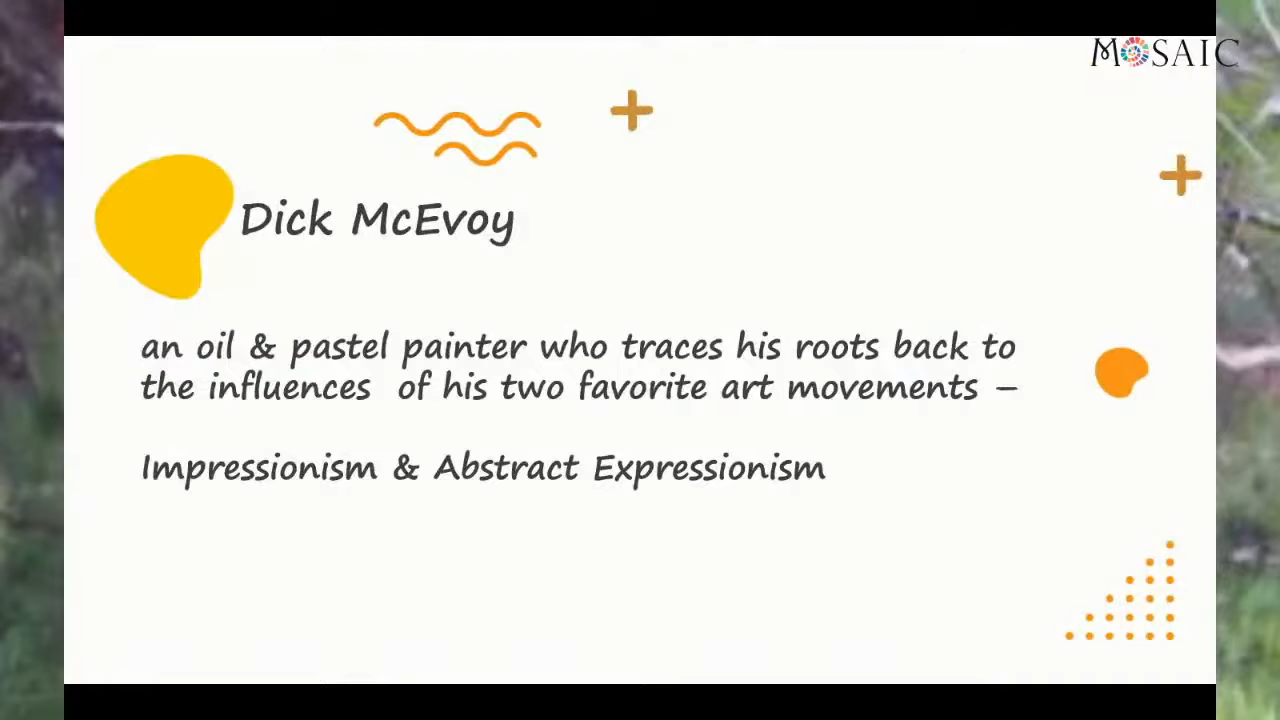 MOSAIC
Dick McEvoy
an oil & pastel painter who traces his roots back to
the influences of his two favorite art movements –
Impressionism & Abstract Expressionism